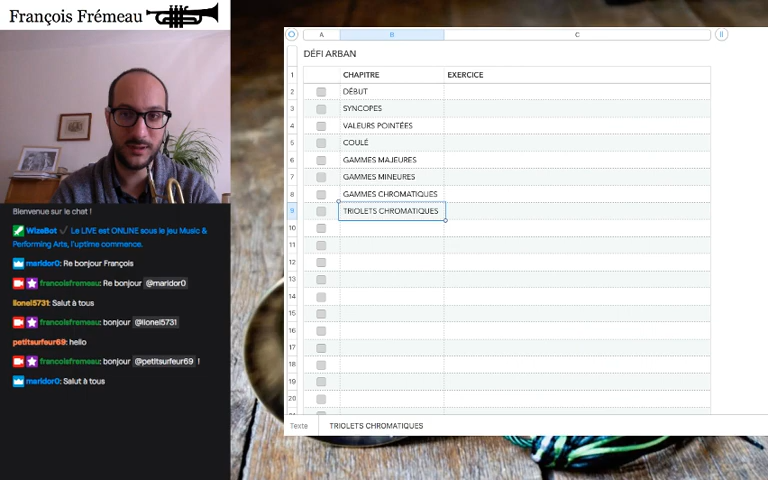 François Frémeau
Bienvenue sur le chat !
WizeBot Le LIVE est ONLINE sous le jeu Music &
Performing Arts, l'uptime commence.
maridor0: Re bonjour François
francoisfremeau: Re bonjour @maridor0
lionel5731: Salut à tous
francoisfremeau: bonjour @lionel5731
petitsurfeur69: hello
francoisfremeau: bonjour @petitsurfeur69 !
maridor0: Salut à tous
A B C
DÉFI ARBAN
1 CHAPITRE EXERCICE
2 DÉBUT
3 SYNCOPES
4 VALEURS POINTÉES
5 COULÉ
6 GAMMES MAJEURES
7 GAMMES MINEURES
8 GAMMES CHROMATIQUES
9 TRIOLETS CHROMATIQUES
10
11
12
13
14
15
16
17
18
19
20
Texte TRIOLETS CHROMATIQUES